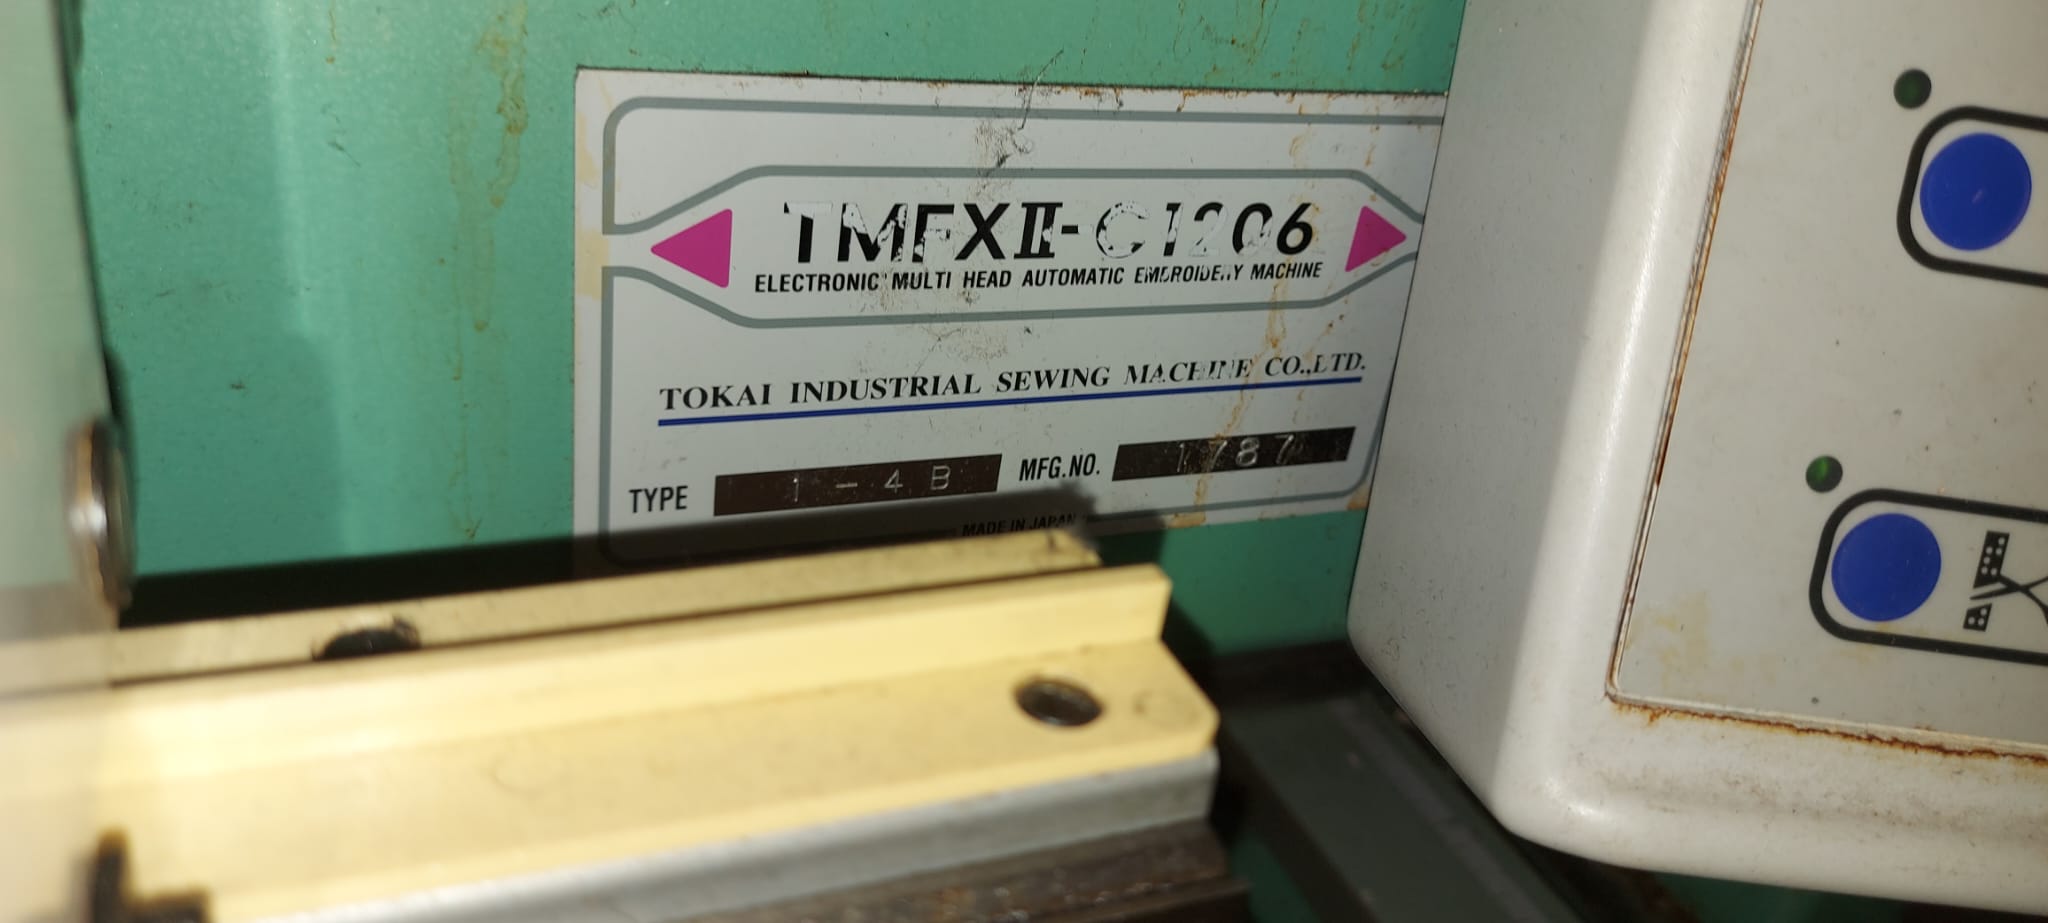 TMFXII-C1206
ELECTRONIC MULTI HEAD AUTOMATIC EMBROIDERY MACHINE
TOKAI INDUSTRIAL SEWING MACHINE CO.,LTD.
TYPE 1-4B MFG.NO. 1787
MADE IN JAPAN